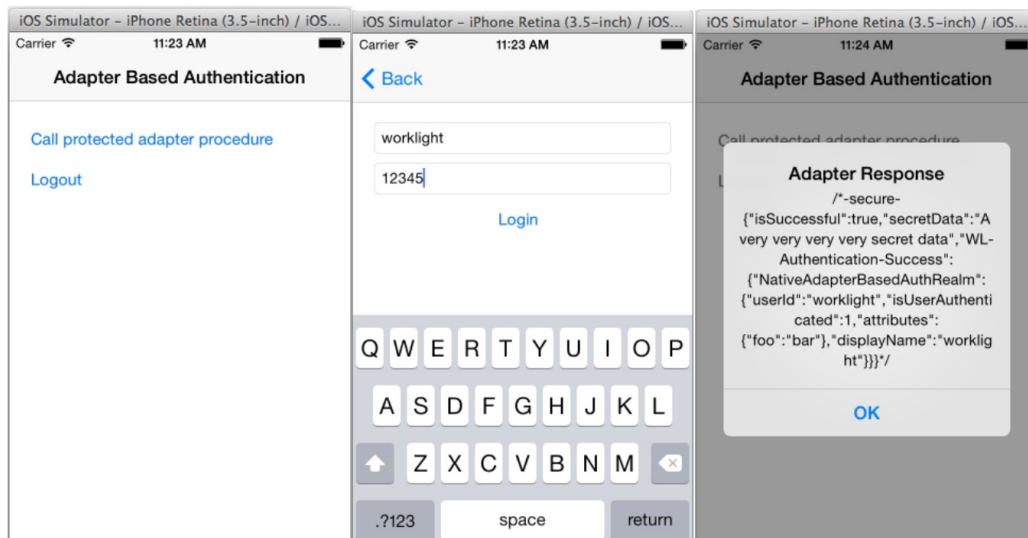 iOS Simulator – iPhone Retina (3.5–inch) / iOS...
Carrier 11:23 AM
Adapter Based Authentication
Call protected adapter procedure
Logout
iOS Simulator – iPhone Retina (3.5–inch) / iOS...
Carrier 11:23 AM
Back
worklight
12345
Login
Q W E R T Y U I O P
A S D F G H J K L
Z X C V B N M
.?123 space return
iOS Simulator – iPhone Retina (3.5–inch) / iOS...
Carrier 11:24 AM
Adapter Based Authentication
Call protected adapter procedure
L
Adapter Response
/*-secure-
{"isSuccessful":true,"secretData":"A
very very very very secret data","WL-
Authentication-Success":
{"NativeAdapterBasedAuthRealm":
{"userId":"worklight","isUserAuthenti
cated":1,"attributes":
{"foo":"bar"},"displayName":"worklig
ht"}}}*/
OK